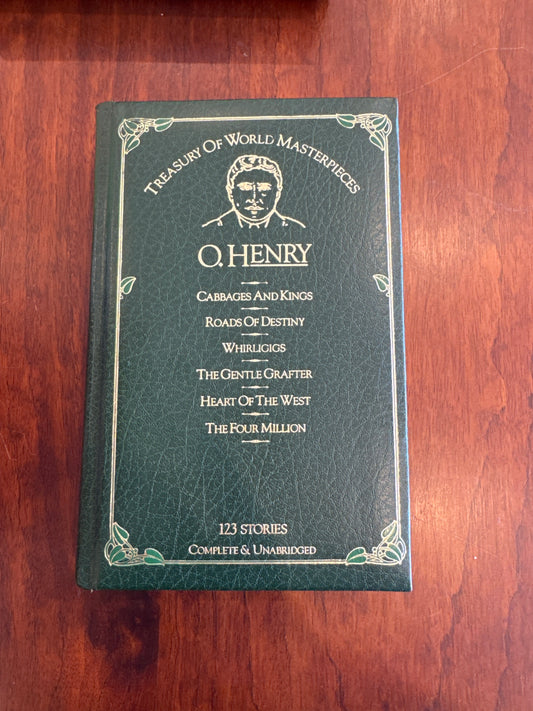 Treasury Of World Masterpieces
O. HENRY
Cabbages And Kings
Roads Of Destiny
Whirligigs
The Gentle Grafter
Heart Of The West
The Four Million
123 STORIES
Complete & Unabridged